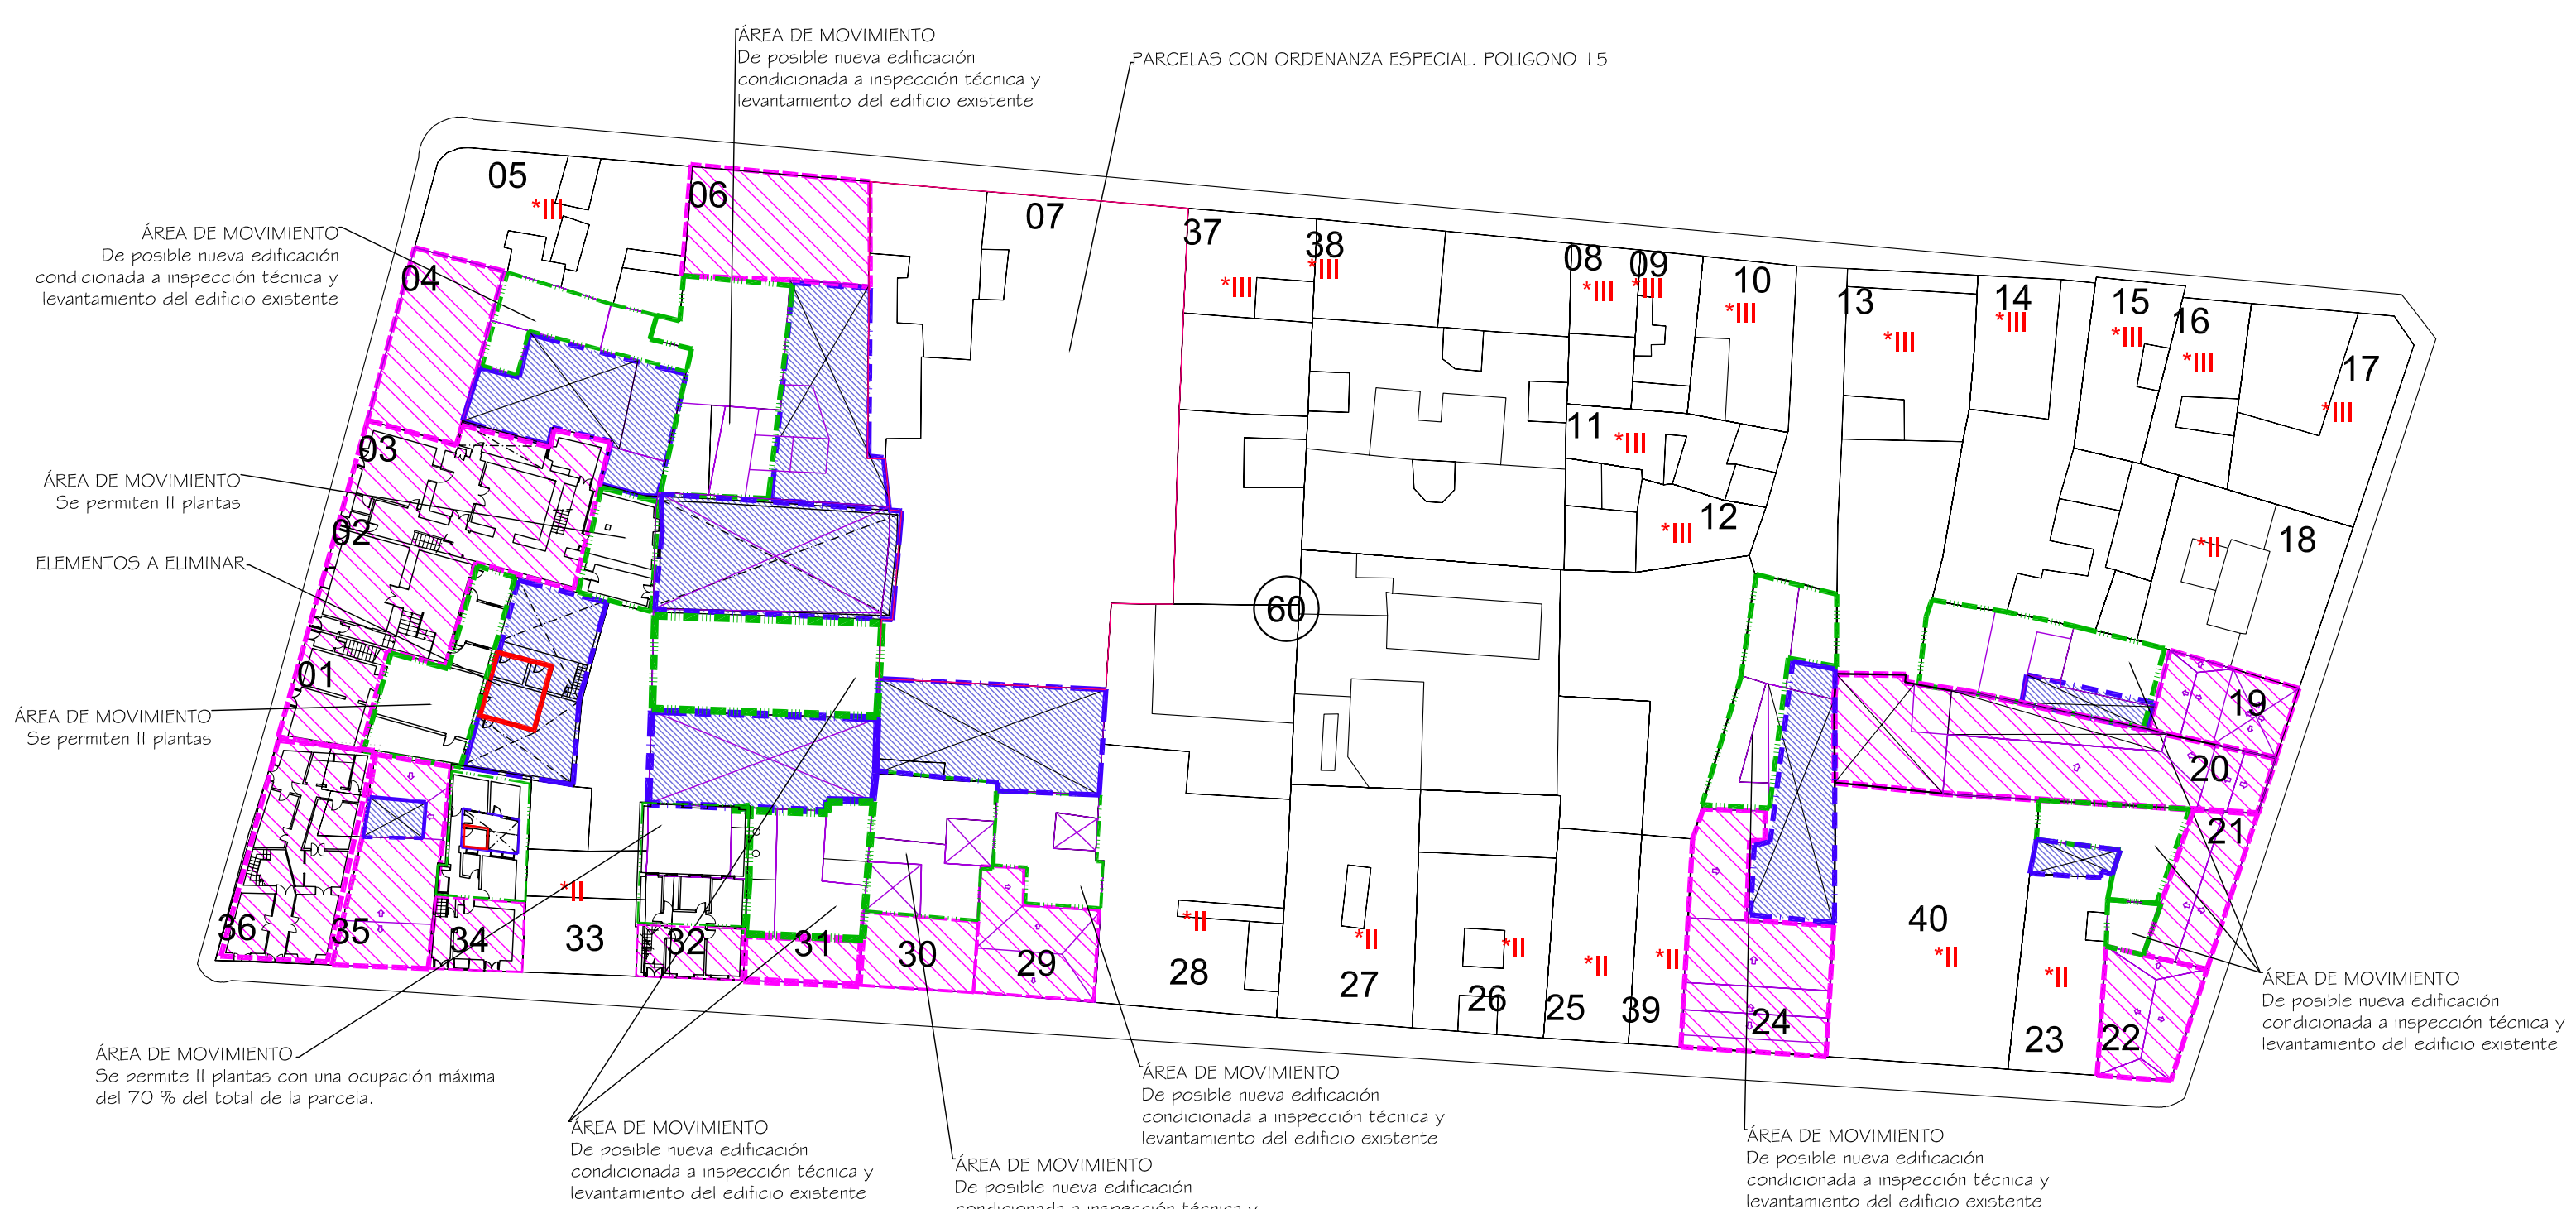 ÁREA DE MOVIMIENTO
De posible nueva edificación
condicionada a inspección técnica y
levantamiento del edificio existente
PARCELAS CON ORDENANZA ESPECIAL. POLIGONO 15
ÁREA DE MOVIMIENTO
De posible nueva edificación
condicionada a inspección técnica y
levantamiento del edificio existente
ÁREA DE MOVIMIENTO
Se permiten II plantas
ELEMENTOS A ELIMINAR
ÁREA DE MOVIMIENTO
Se permiten II plantas
05
*III
06
07
37
*III
38
*III
08
*III
09
*III
10
*III
13
*III
14
*III
15
*III
16
*III
17
*III
04
03
02
01
11
*III
12
*III
18
*II
60
19
20
21
36
35
34
33
*II
32
31
30
29
28
*II
27
*II
26
*II
25
*II
39
*II
24
40
*II
23
*II
22
ÁREA DE MOVIMIENTO
Se permite II plantas con una ocupación máxima
del 70 % del total de la parcela.
ÁREA DE MOVIMIENTO
De posible nueva edificación
condicionada a inspección técnica y
levantamiento del edificio existente
ÁREA DE MOVIMIENTO
De posible nueva edificación
condicionada a inspección técnica y
ÁREA DE MOVIMIENTO
De posible nueva edificación
condicionada a inspección técnica y
levantamiento del edificio existente
ÁREA DE MOVIMIENTO
De posible nueva edificación
condicionada a inspección técnica y
levantamiento del edificio existente
ÁREA DE MOVIMIENTO
De posible nueva edificación
condicionada a inspección técnica y
levantamiento del edificio existente